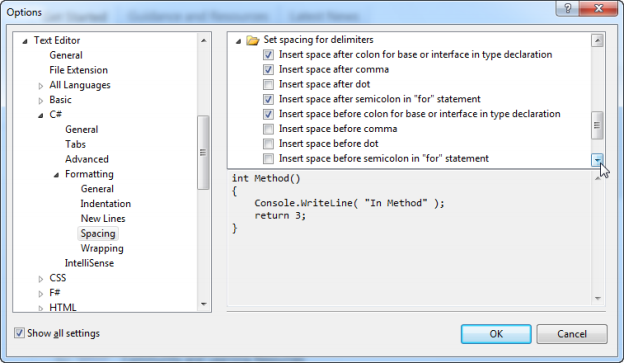 Guidance and Resources
Latest News
Options
Text Editor
General
File Extension
All Languages
Basic
C#
General
Tabs
Advanced
Formatting
General
Indentation
New Lines
Spacing
Wrapping
IntelliSense
CSS
F#
HTML
Set spacing for delimiters
Insert space after colon for base or interface in type declaration
Insert space after comma
Insert space after dot
Insert space after semicolon in "for" statement
Insert space before colon for base or interface in type declaration
Insert space before comma
Insert space before dot
Insert space before semicolon in "for" statement
int Method()
{
    Console.WriteLine( "In Method" );
    return 3;
}
Show all settings
OK
Cancel